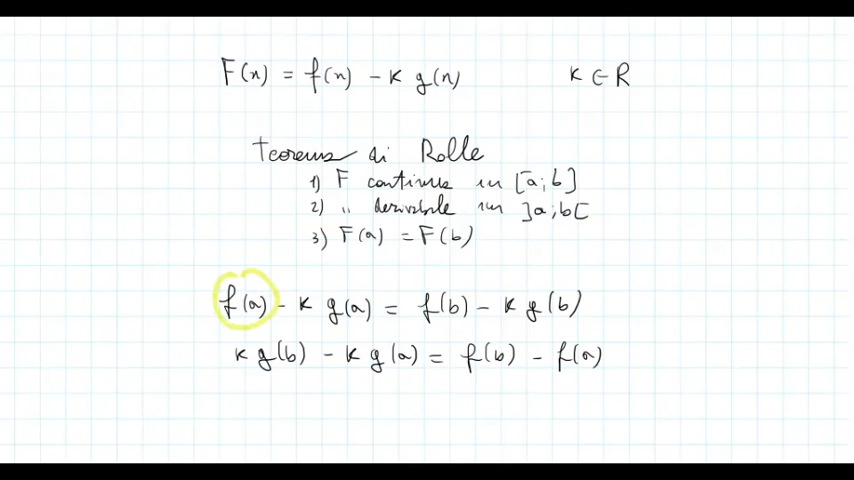 F(x) = f(x) - K g(x) K ∈ R
Teorema di Rolle
1) F continua in [a;b]
2) " derivabile in ]a;b[
3) F(a) = F(b)
f(a) - K g(a) = f(b) - K g(b)
K g(b) - K g(a) = f(b) - f(a)